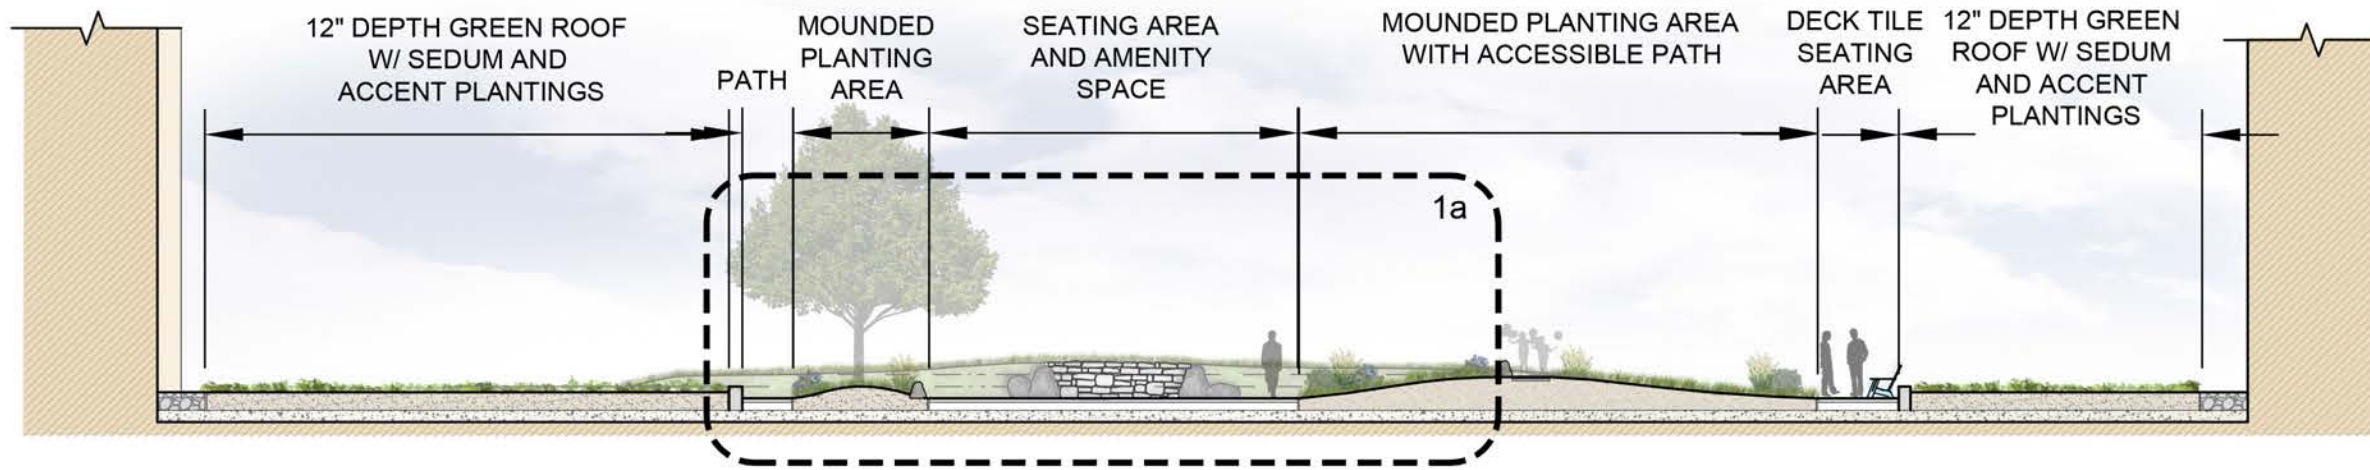 12" DEPTH GREEN ROOF
W/ SEDUM AND
ACCENT PLANTINGS
PATH
MOUNDED
PLANTING
AREA
SEATING AREA
AND AMENITY
SPACE
MOUNDED PLANTING AREA
WITH ACCESSIBLE PATH
DECK TILE
SEATING
AREA
12" DEPTH GREEN
ROOF W/ SEDUM
AND ACCENT
PLANTINGS
1a